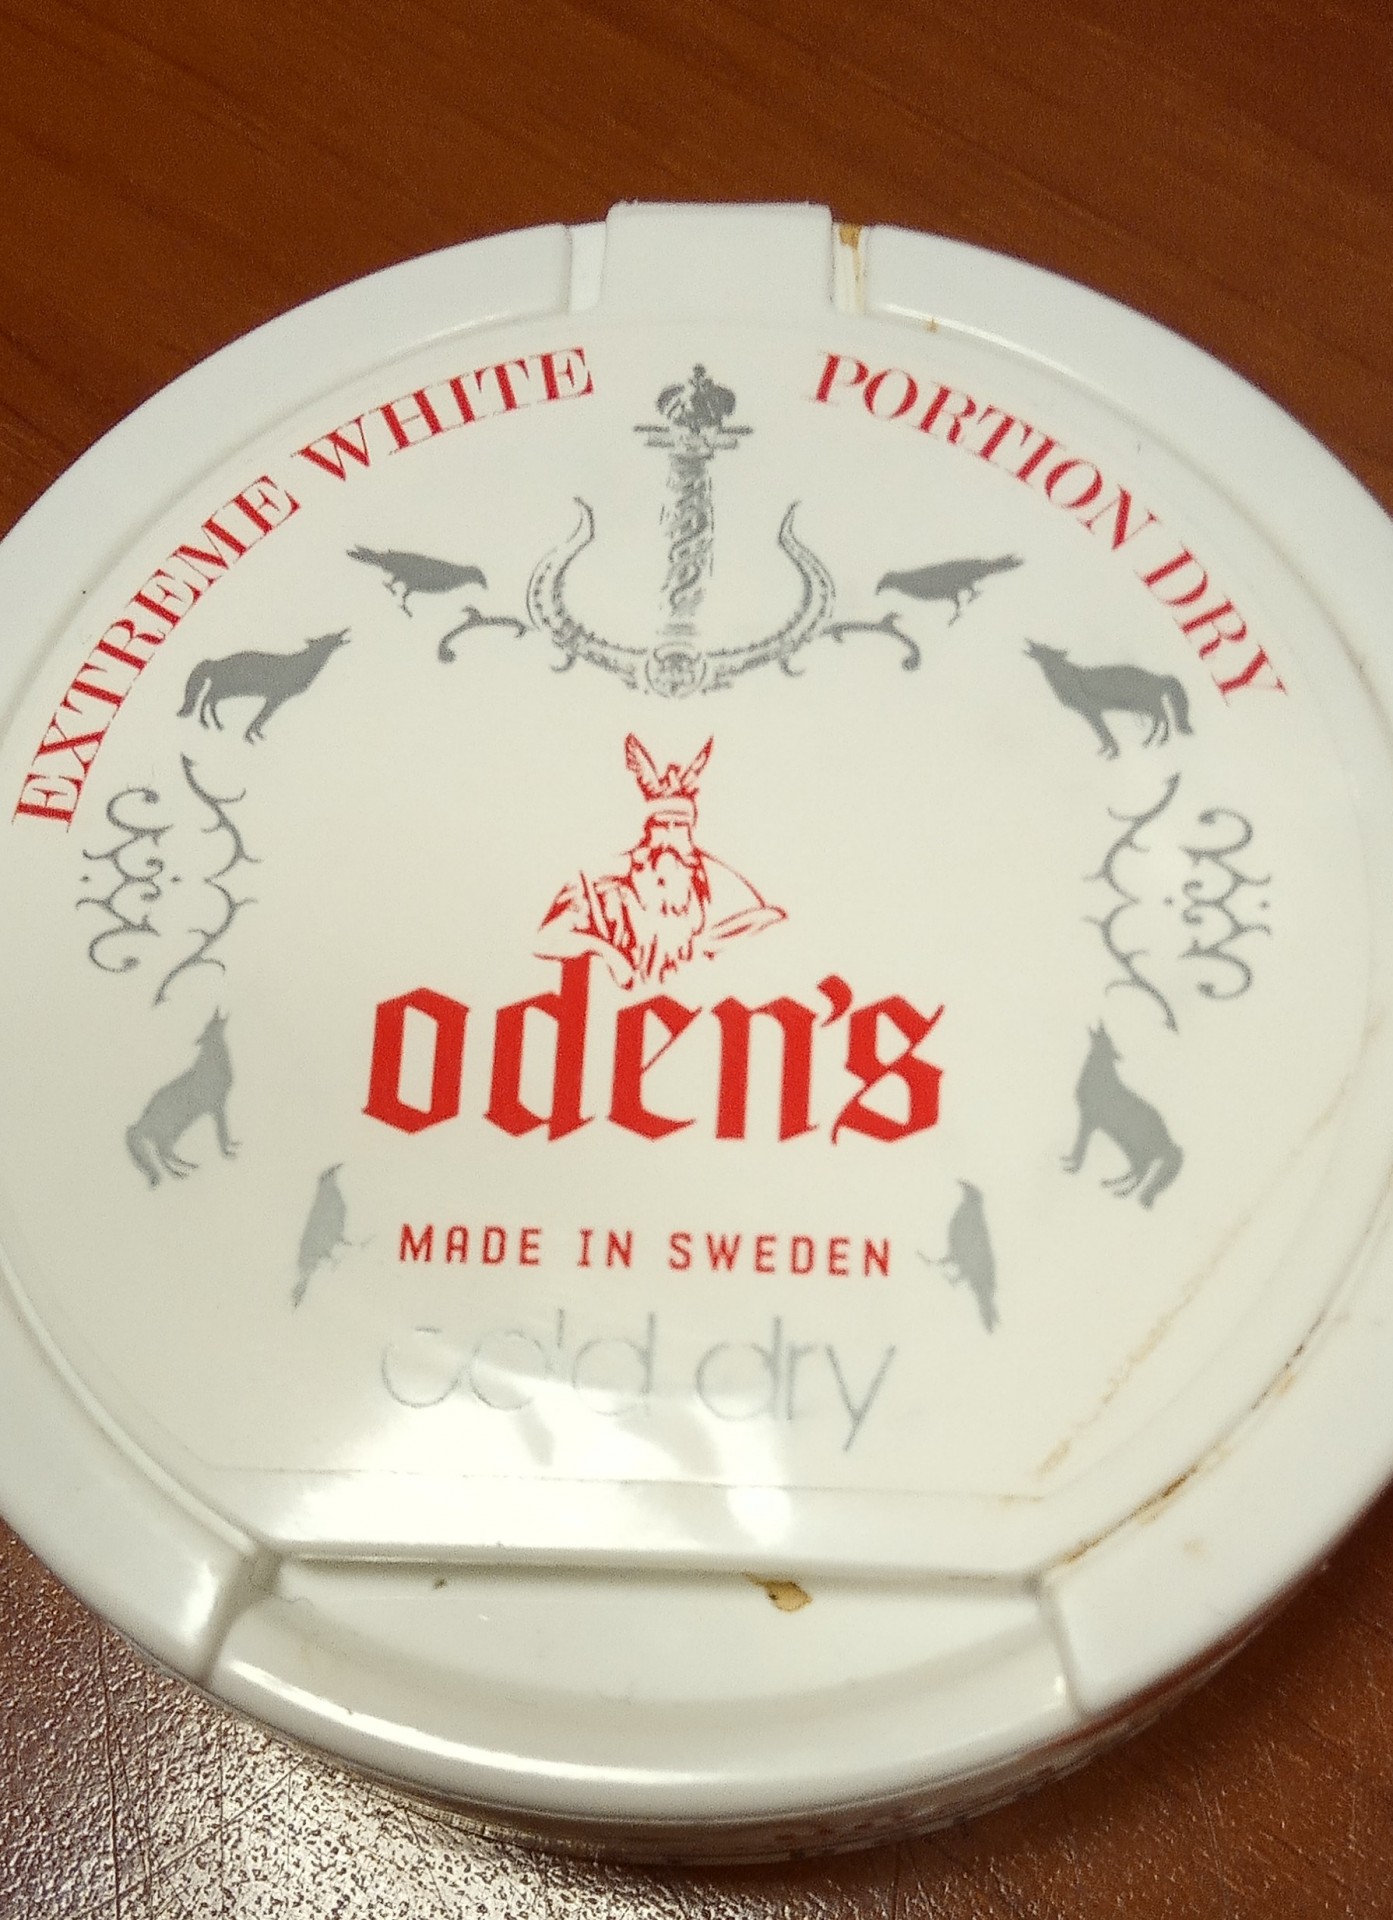 EXTREME WHITE PORTION DRY
oden's
MADE IN SWEDEN
cold dry